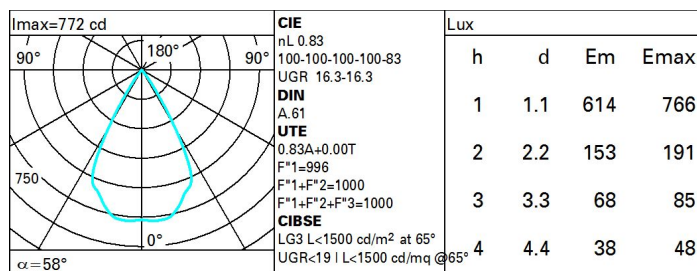 Imax=772 cd
90° 180° 90°
750
0°
α=58°
CIE
nL 0.83
100-100-100-100-83
UGR 16.3-16.3
DIN
A.61
UTE
0.83A+0.00T
F"1=996
F"1+F"2=1000
F"1+F"2+F"3=1000
CIBSE
LG3 L<1500 cd/m² at 65°
UGR<19 | L<1500 cd/mq @65°
Lux
h d Em Emax
1 1.1 614 766
2 2.2 153 191
3 3.3 68 85
4 4.4 38 48